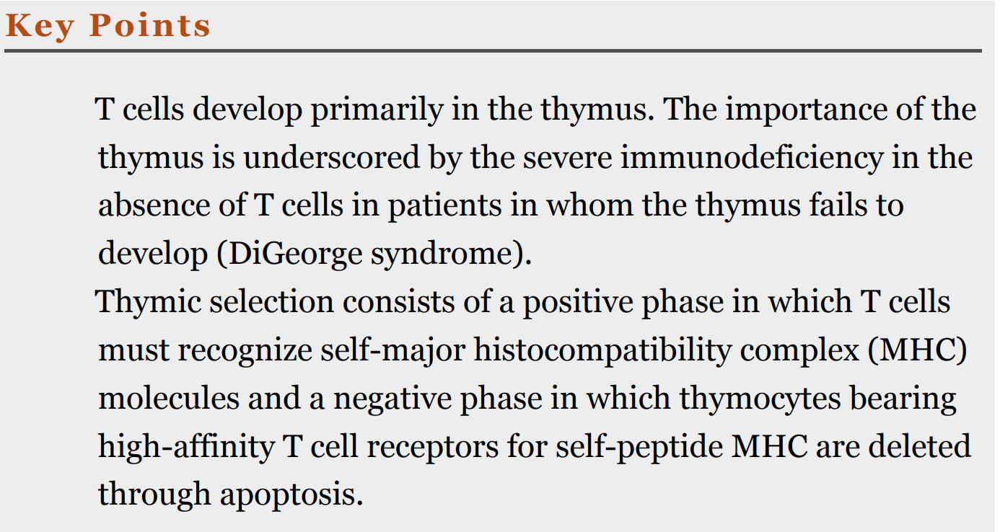 Key Points
T cells develop primarily in the thymus. The importance of the
thymus is underscored by the severe immunodeficiency in the
absence of T cells in patients in whom the thymus fails to
develop (DiGeorge syndrome).
Thymic selection consists of a positive phase in which T cells
must recognize self-major histocompatibility complex (MHC)
molecules and a negative phase in which thymocytes bearing
high-affinity T cell receptors for self-peptide MHC are deleted
through apoptosis.